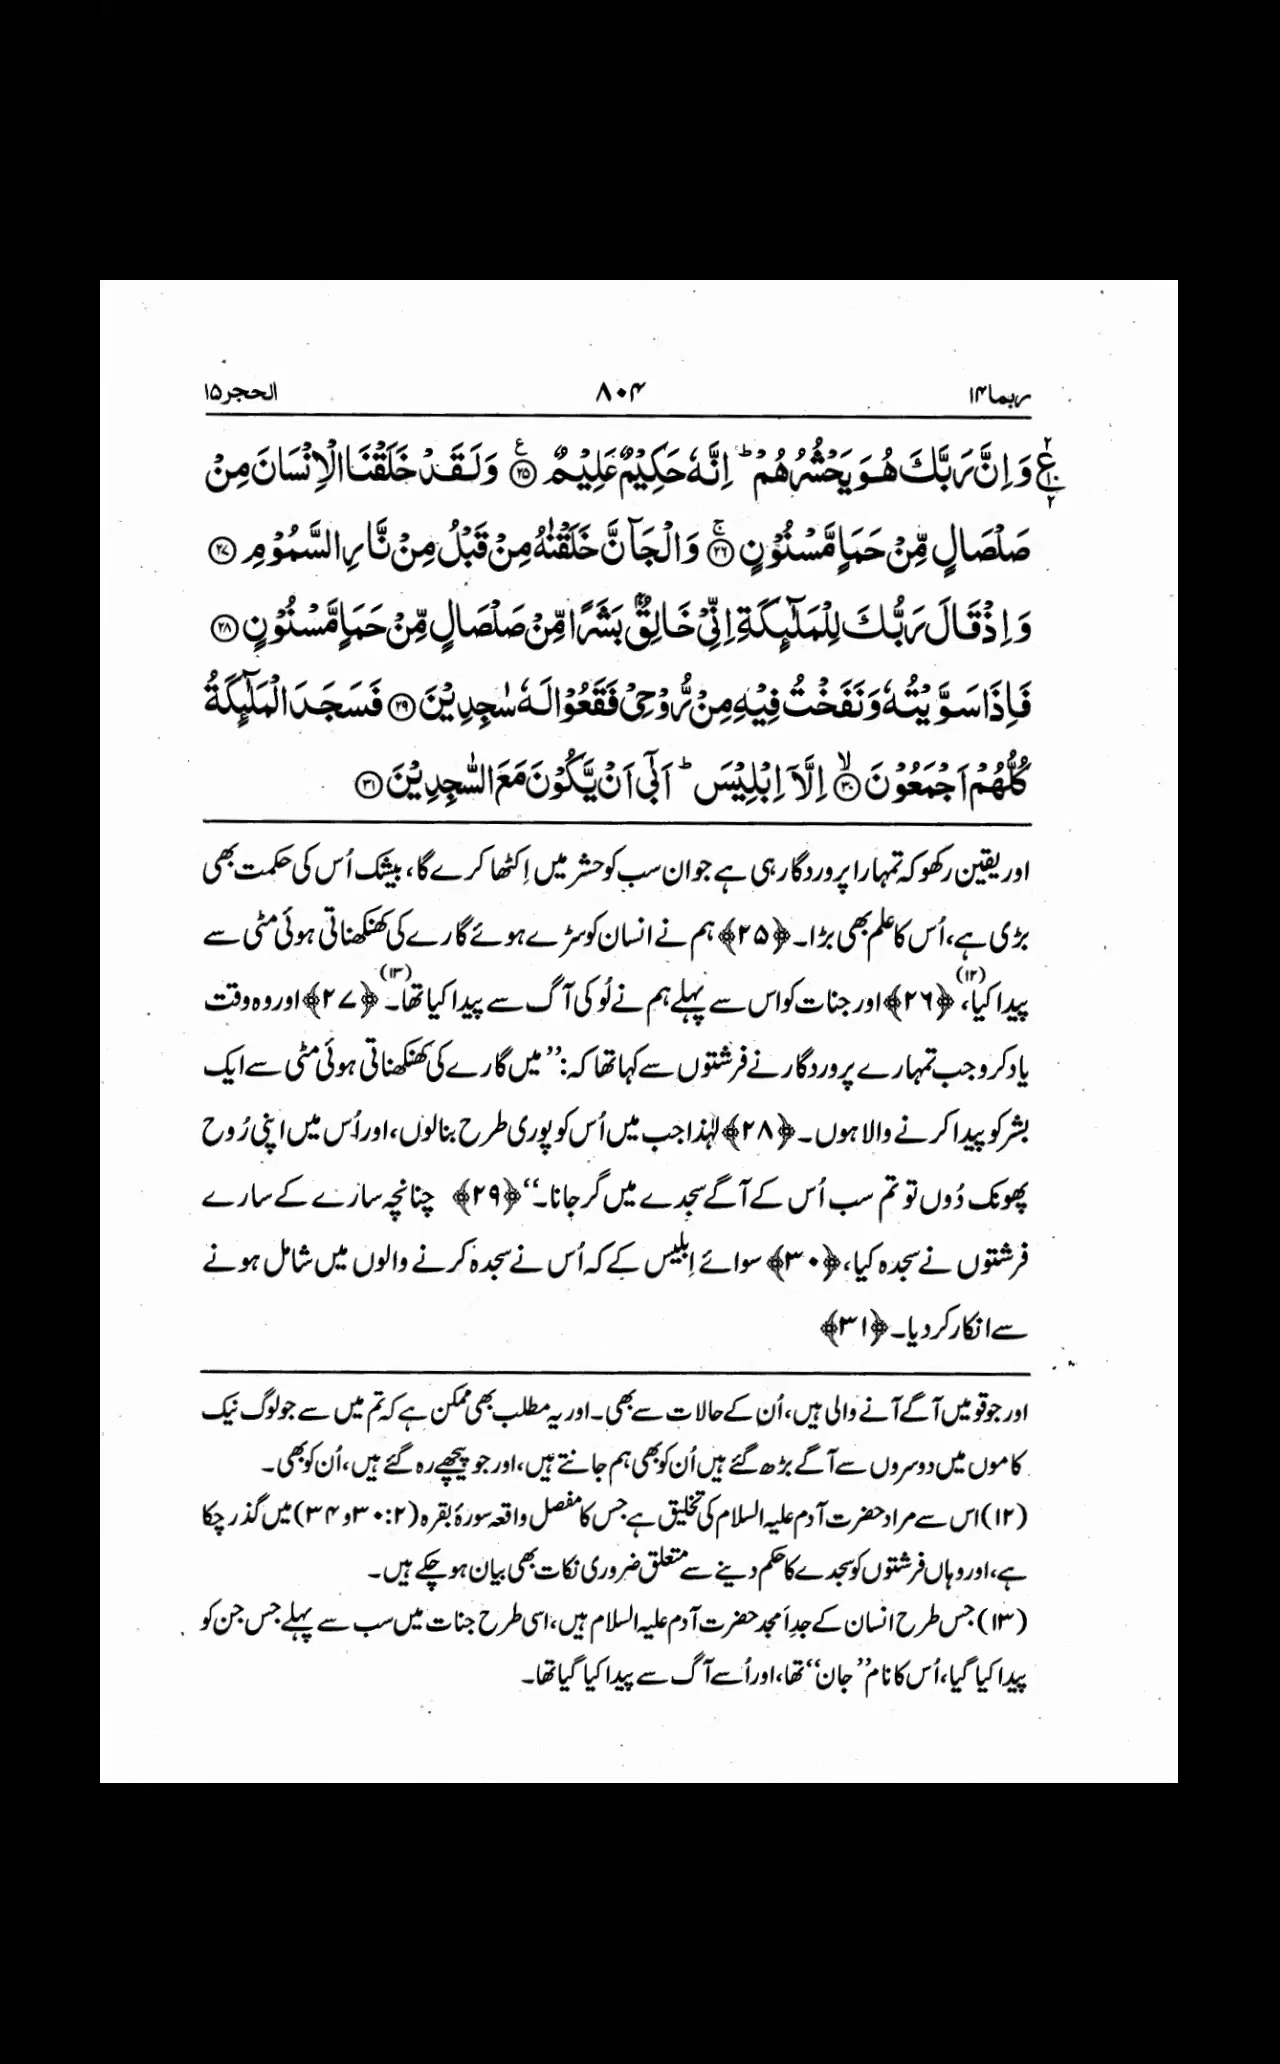 ربما ۱۴
۸۰۴
الحجر ۱۵
وَاِنَّ رَبَّكَ هُوَ يَحْشُرُهُمْ ؕ اِنَّهٗ حَكِيْمٌ عَلِيْمٌ ﴿۲۵﴾ وَلَقَدْ خَلَقْنَا الْاِنْسَانَ مِنْ
صَلْصَالٍ مِّنْ حَمَاٍ مَّسْنُوْنٍ ﴿۲۶﴾ وَالْجَآنَّ خَلَقْنٰهُ مِنْ قَبْلُ مِنْ نَّارِ السَّمُوْمِ ﴿۲۷﴾
وَاِذْ قَالَ رَبُّكَ لِلْمَلٰٓئِكَةِ اِنِّيْ خَالِقٌۢ بَشَرًا مِّنْ صَلْصَالٍ مِّنْ حَمَاٍ مَّسْنُوْنٍ ﴿۲۸﴾
فَاِذَا سَوَّيْتُهٗ وَنَفَخْتُ فِيْهِ مِنْ رُّوْحِيْ فَقَعُوْا لَهٗ سٰجِدِيْنَ ﴿۲۹﴾ فَسَجَدَ الْمَلٰٓئِكَةُ
كُلُّهُمْ اَجْمَعُوْنَ ﴿۳۰﴾ اِلَّآ اِبْلِيْسَ ؕ اَبٰٓى اَنْ يَّكُوْنَ مَعَ السّٰجِدِيْنَ ﴿۳۱﴾
اور یقین رکھو کہ تمہارا پروردگار ہی ہے جو ان سب کو حشر میں اِکٹھا کرے گا، بیشک اُس کی حکمت بھی
بڑی ہے، اُس کا علم بھی بڑا۔ ﴿۲۵﴾ ہم نے انسان کو سڑے ہوئے گارے کی کھنکھناتی ہوئی مٹی سے
پیدا کیا،(۱۲) ﴿۲۶﴾ اور جنات کو اس سے پہلے ہم نے لُو کی آگ سے پیدا کیا تھا۔(۱۳) ﴿۲۷﴾ اور وہ وقت
یاد کرو جب تمہارے پروردگار نے فرشتوں سے کہا تھا کہ: ’’میں گارے کی کھنکھناتی ہوئی مٹی سے ایک
بشر کو پیدا کرنے والا ہوں۔ ﴿۲۸﴾ لہٰذا جب میں اُس کو پوری طرح بنا لوں، اور اُس میں اپنی رُوح
پھونک دُوں تو تم سب اُس کے آگے سجدے میں گر جانا۔‘‘ ﴿۲۹﴾ چنانچہ سارے کے سارے
فرشتوں نے سجدہ کیا، ﴿۳۰﴾ سوائے اِبلیس کے کہ اُس نے سجدہ کرنے والوں میں شامل ہونے
سے انکار کر دیا۔ ﴿۳۱﴾
اور جو قومیں آگے آنے والی ہیں، اُن کے حالات سے بھی۔ اور یہ مطلب بھی ممکن ہے کہ تم میں سے جو لوگ نیک
کاموں میں دوسروں سے آگے بڑھ گئے ہیں اُن کو بھی ہم جانتے ہیں، اور جو پیچھے رہ گئے ہیں، اُن کو بھی۔
(۱۲) اس سے مراد حضرت آدم علیہ السلام کی تخلیق ہے جس کا مفصل واقعہ سورۂ بقرہ (۲:۳۰ و ۳۴) میں گذر چکا
ہے، اور وہاں فرشتوں کو سجدے کا حکم دینے سے متعلق ضروری نکات بھی بیان ہو چکے ہیں۔
(۱۳) جس طرح انسان کے جدِ اَمجد حضرت آدم علیہ السلام ہیں، اسی طرح جنات میں سب سے پہلے جس جن کو
پیدا کیا گیا، اُس کا نام ’’جان‘‘ تھا، اور اُسے آگ سے پیدا کیا گیا تھا۔